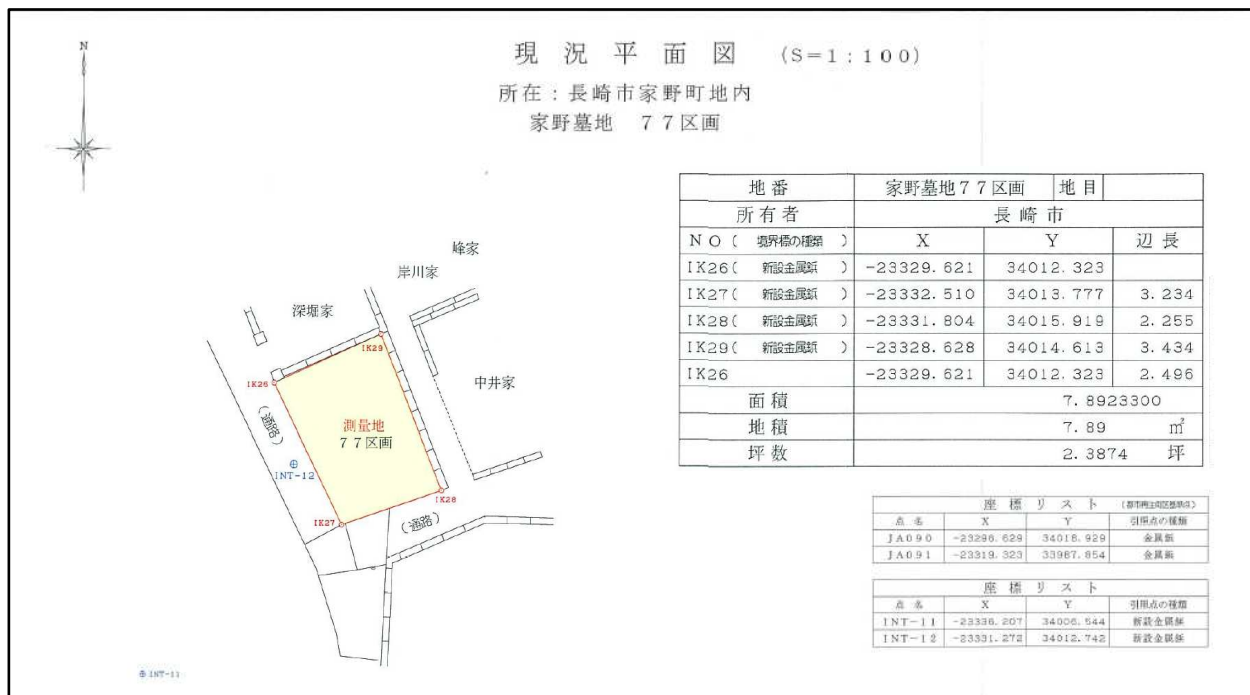 N
現況平面図 (S=1:100)
所在:長崎市家野町地内
家野墓地 77区画
峰家
岸川家
深堀家
中井家
IK29
IK26
(通路)
測量地
77区画
INT-12
IK28
IK27
(通路)
INT-11
地番 家野墓地77区画 地目
所有者 長崎市
NO( 境界標の種類 ) X Y 辺長
IK26( 新設金属鋲 ) -23329.621 34012.323
IK27( 新設金属鋲 ) -23332.510 34013.777 3.234
IK28( 新設金属鋲 ) -23331.804 34015.919 2.255
IK29( 新設金属鋲 ) -23328.628 34014.613 3.434
IK26 -23329.621 34012.323 2.496
面積 7.8923300
地積 7.89 ㎡
坪数 2.3874 坪
座標リスト
点名 X Y 引照点の種類
JA090 -23296.629 34018.929 金属鋲
JA091 -23319.323 33987.854 金属鋲
座標リスト
点名 X Y 引照点の種類
INT-11 -23336.207 34006.544 新設金属鋲
INT-12 -23331.272 34012.742 新設金属鋲